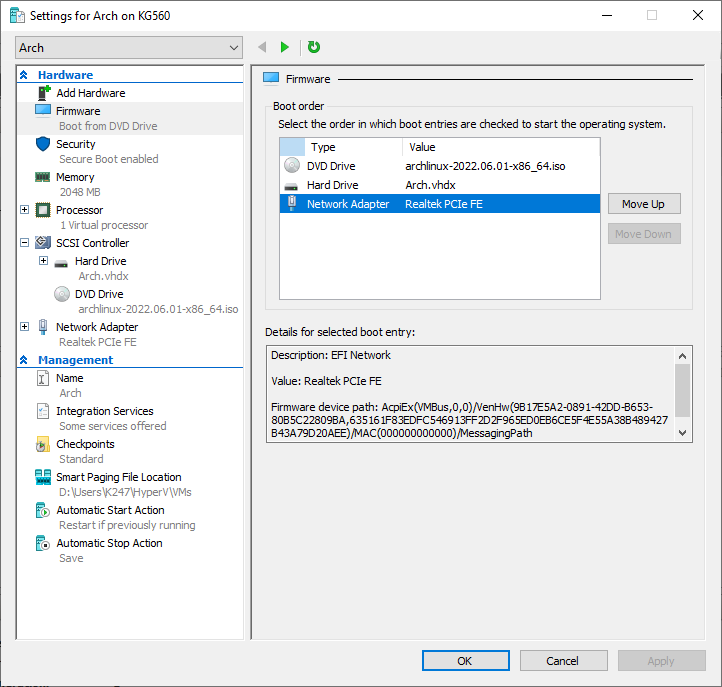 Settings for Arch on KG560
Arch
Hardware
Add Hardware
Firmware
Boot from DVD Drive
Security
Secure Boot enabled
Memory
2048 MB
Processor
1 Virtual processor
SCSI Controller
Hard Drive
Arch.vhdx
DVD Drive
archlinux-2022.06.01-x86_64.iso
Network Adapter
Realtek PCIe FE
Management
Name
Arch
Integration Services
Some services offered
Checkpoints
Standard
Smart Paging File Location
D:\Users\K247\HyperV\VMs
Automatic Start Action
Restart if previously running
Automatic Stop Action
Save
Firmware
Boot order
Select the order in which boot entries are checked to start the operating system.
Type Value
DVD Drive archlinux-2022.06.01-x86_64.iso
Hard Drive Arch.vhdx
Network Adapter Realtek PCIe FE
Move Up
Move Down
Details for selected boot entry:
Description: EFI Network
Value: Realtek PCIe FE
Firmware device path: AcpiEx(VMBus,0,0)/VenHw(9B17E5A2-0891-42DD-B653-
80B5C22809BA,635161F83EDFC546913FF2D2F965ED0EB6CE5F4E55A38B489427
B43A79D20AEE)/MAC(000000000000)/MessagingPath
OK
Cancel
Apply